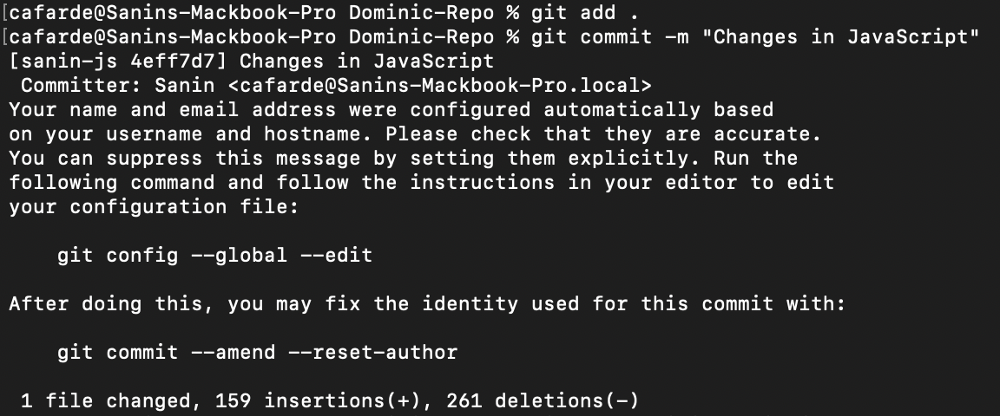 [cafarde@Sanins-Mackbook-Pro Dominic-Repo % git add .
[cafarde@Sanins-Mackbook-Pro Dominic-Repo % git commit -m "Changes in JavaScript"
[sanin-js 4eff7d7] Changes in JavaScript
 Committer: Sanin <cafarde@Sanins-Mackbook-Pro.local>
Your name and email address were configured automatically based
on your username and hostname. Please check that they are accurate.
You can suppress this message by setting them explicitly. Run the
following command and follow the instructions in your editor to edit
your configuration file:

    git config --global --edit

After doing this, you may fix the identity used for this commit with:

    git commit --amend --reset-author

 1 file changed, 159 insertions(+), 261 deletions(-)